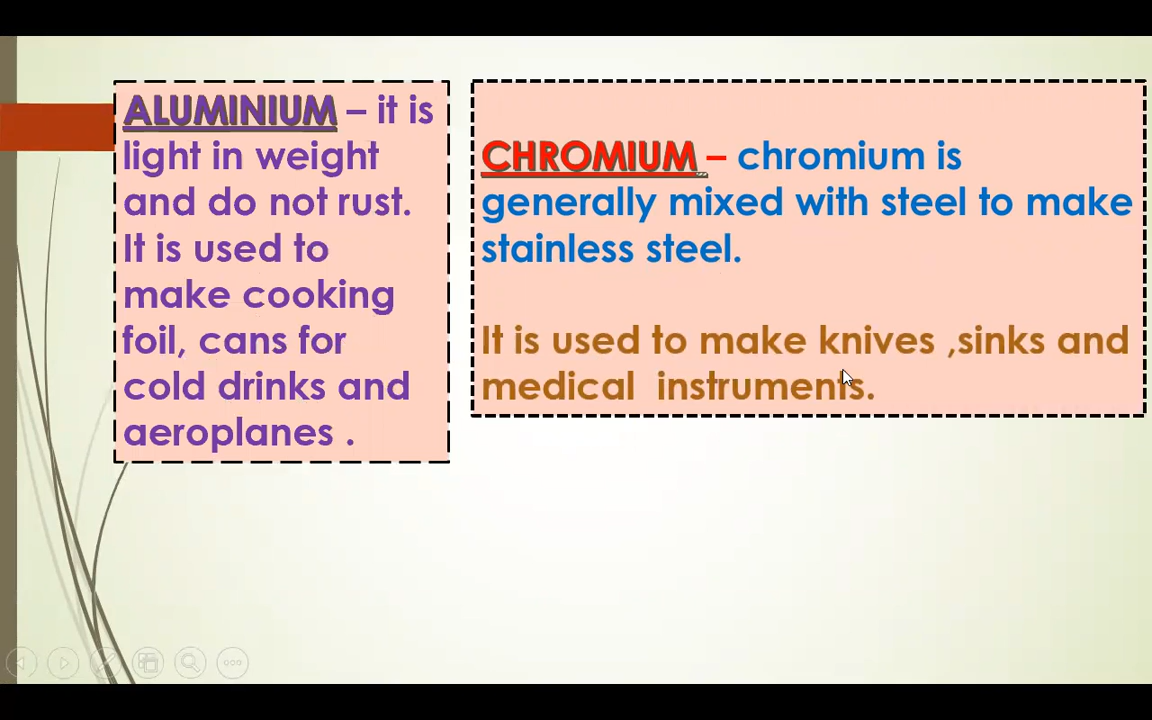 ALUMINIUM – it is
light in weight
and do not rust.
It is used to
make cooking
foil, cans for
cold drinks and
aeroplanes .
CHROMIUM – chromium is
generally mixed with steel to make
stainless steel.
It is used to make knives ,sinks and
medical  instruments.